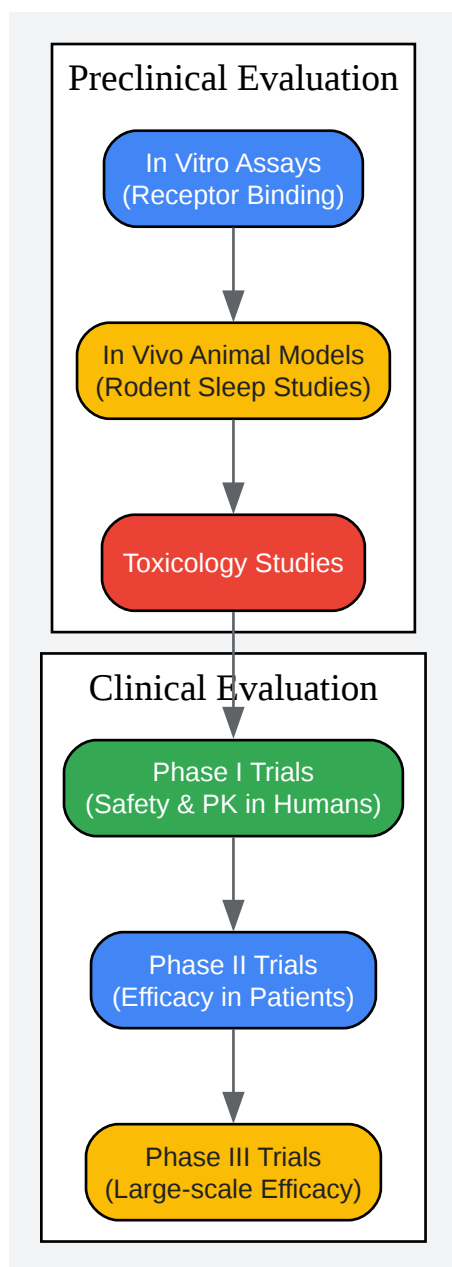 Preclinical Evaluation
In Vitro Assays
(Receptor Binding)
In Vivo Animal Models
(Rodent Sleep Studies)
Toxicology Studies
Clinical Evaluation
Phase I Trials
(Safety & PK in Humans)
Phase II Trials
(Efficacy in Patients)
Phase III Trials
(Large-scale Efficacy)